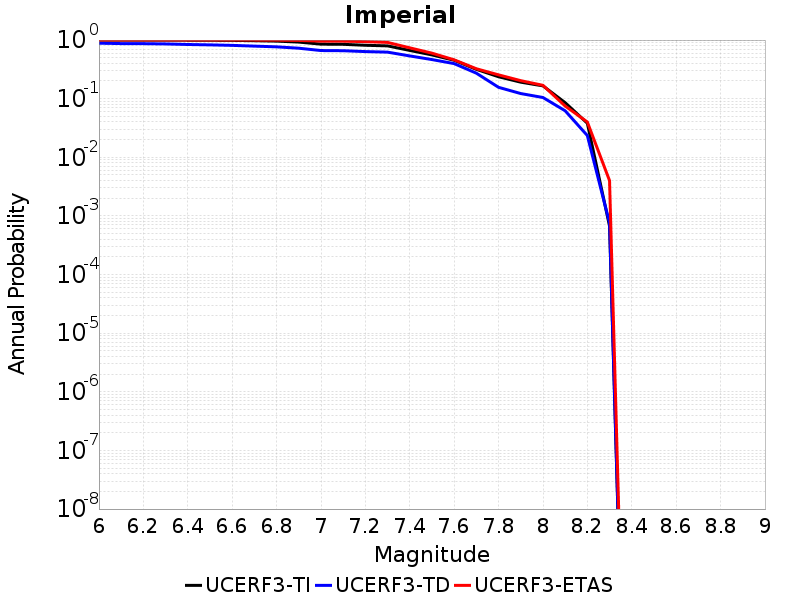 Imperial
Annual Probability
10^0
10^-1
10^-2
10^-3
10^-4
10^-5
10^-6
10^-7
10^-8
6 6.2 6.4 6.6 6.8 7 7.2 7.4 7.6 7.8 8 8.2 8.4 8.6 8.8 9
Magnitude
UCERF3-TI UCERF3-TD UCERF3-ETAS